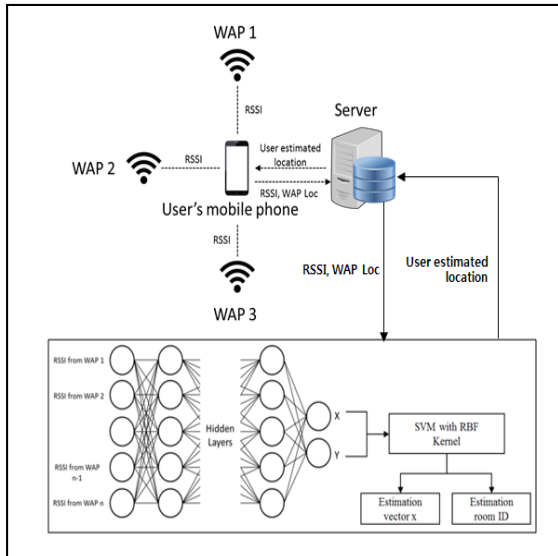 WAP 1
RSSI
Server
User estimated
location
WAP 2
RSSI
RSSI, WAP Loc
User's mobile phone
RSSI
WAP 3
RSSI, WAP Loc
User estimated
location
RSSI from WAP 1
RSSI from WAP 2
RSSI from WAP
n-1
RSSI from WAP n
Hidden
Layers
X
Y
SVM with RBF
Kernel
Estimation
vector x
Estimation
room ID